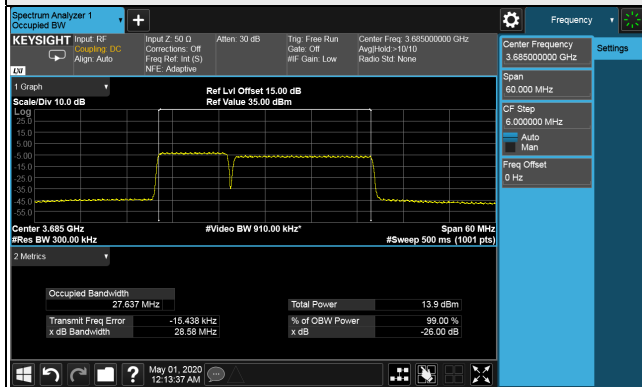 Spectrum Analyzer 1
Occupied BW
Frequency
KEYSIGHT Input: RF
Coupling: DC
Align: Auto
Input Z: 50 Ω
Corrections: Off
Freq Ref: Int (S)
NFE: Adaptive
Atten: 30 dB
Trig: Free Run
Gate: Off
#IF Gain: Low
Center Freq: 3.685000000 GHz
Avg|Hold:>10/10
Radio Std: None
LXI
Center Frequency
3.685000000 GHz
Settings
Span
60.000 MHz
CF Step
6.000000 MHz
Auto
Man
Freq Offset
0 Hz
1 Graph
Scale/Div 10.0 dB
Ref Lvl Offset 15.00 dB
Ref Value 35.00 dBm
Log
25.0
15.0
5.00
-5.00
-15.0
-25.0
-35.0
-45.0
-55.0
Center 3.685 GHz
#Res BW 300.00 kHz
#Video BW 910.00 kHz*
Span 60 MHz
#Sweep 500 ms (1001 pts)
2 Metrics
Occupied Bandwidth
27.637 MHz
Total Power 13.9 dBm
Transmit Freq Error -15.438 kHz
% of OBW Power 99.00 %
x dB Bandwidth 28.58 MHz
x dB -26.00 dB
?
May 01, 2020
12:13:37 AM